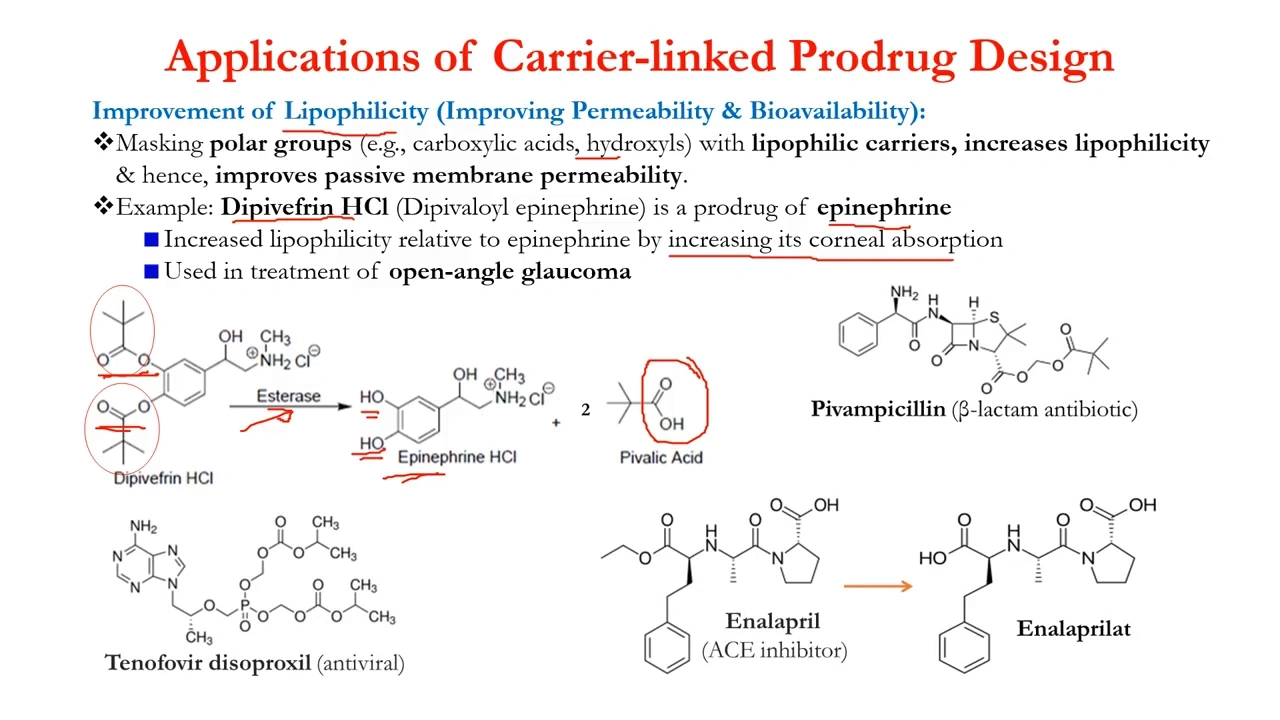 Applications of Carrier-linked Prodrug Design
Improvement of Lipophilicity (Improving Permeability & Bioavailability):
❖Masking polar groups (e.g., carboxylic acids, hydroxyls) with lipophilic carriers, increases lipophilicity
& hence, improves passive membrane permeability.
❖Example: Dipivefrin HCl (Dipivaloyl epinephrine) is a prodrug of epinephrine
■ Increased lipophilicity relative to epinephrine by increasing its corneal absorption
■ Used in treatment of open-angle glaucoma
O O O O OH CH₃ ⊕NH₂ Cl⊖
Dipivefrin HCl
Esterase
HO HO OH CH₃ ⊕NH₂ Cl⊖
Epinephrine HCl
+ 2
O OH
Pivalic Acid
NH₂ H N H S O O N O O O O
Pivampicillin (β-lactam antibiotic)
NH₂ N N N N O CH₃ P O O O O O O O O O CH₃ CH₃ CH₃ CH₃
Tenofovir disoproxil (antiviral)
O O H N O N O OH
Enalapril
(ACE inhibitor)
HO O H N O N O OH
Enalaprilat